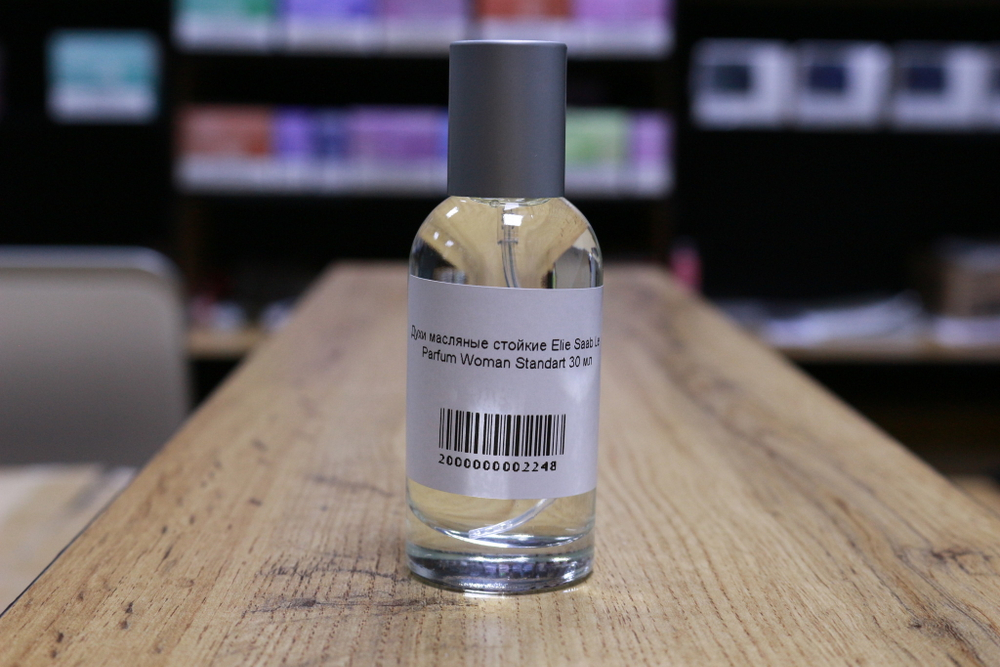 Духи масляные стойкие Elie Saab Le
Parfum Woman Standart 30 мл
2000000002248